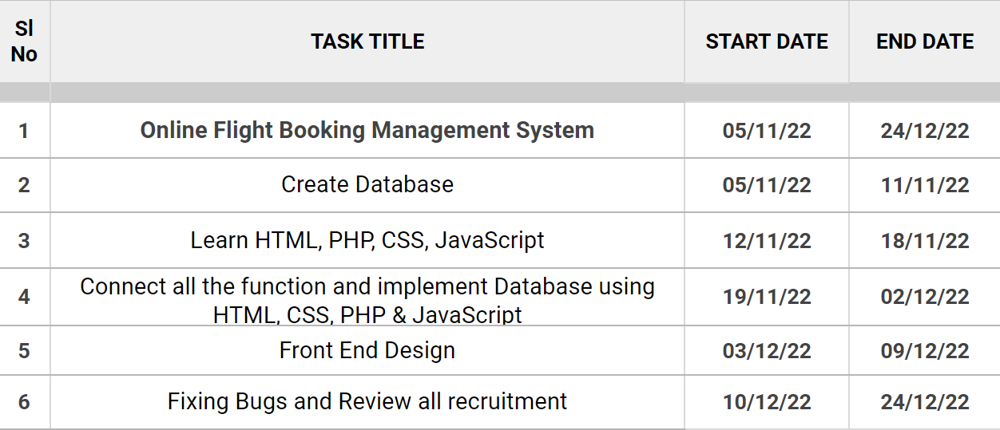 Sl No TASK TITLE START DATE END DATE
1 Online Flight Booking Management System 05/11/22 24/12/22
2 Create Database 05/11/22 11/11/22
3 Learn HTML, PHP, CSS, JavaScript 12/11/22 18/11/22
4 Connect all the function and implement Database using
HTML, CSS, PHP & JavaScript 19/11/22 02/12/22
5 Front End Design 03/12/22 09/12/22
6 Fixing Bugs and Review all recruitment 10/12/22 24/12/22